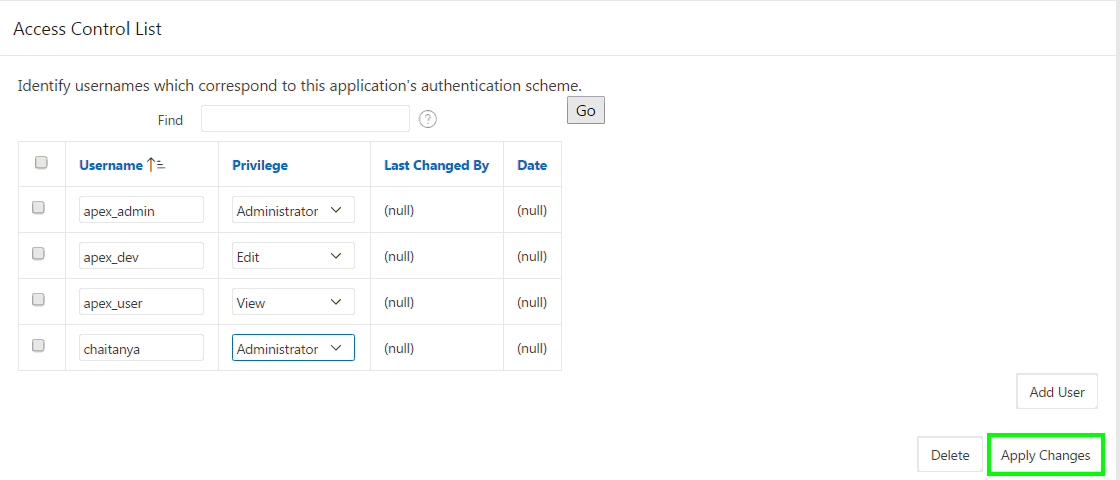 Access Control List
Identify usernames which correspond to this application's authentication scheme.
Find ? Go
Username Privilege Last Changed By Date
apex_admin Administrator (null) (null)
apex_dev Edit (null) (null)
apex_user View (null) (null)
chaitanya Administrator (null) (null)
Add User
Delete Apply Changes